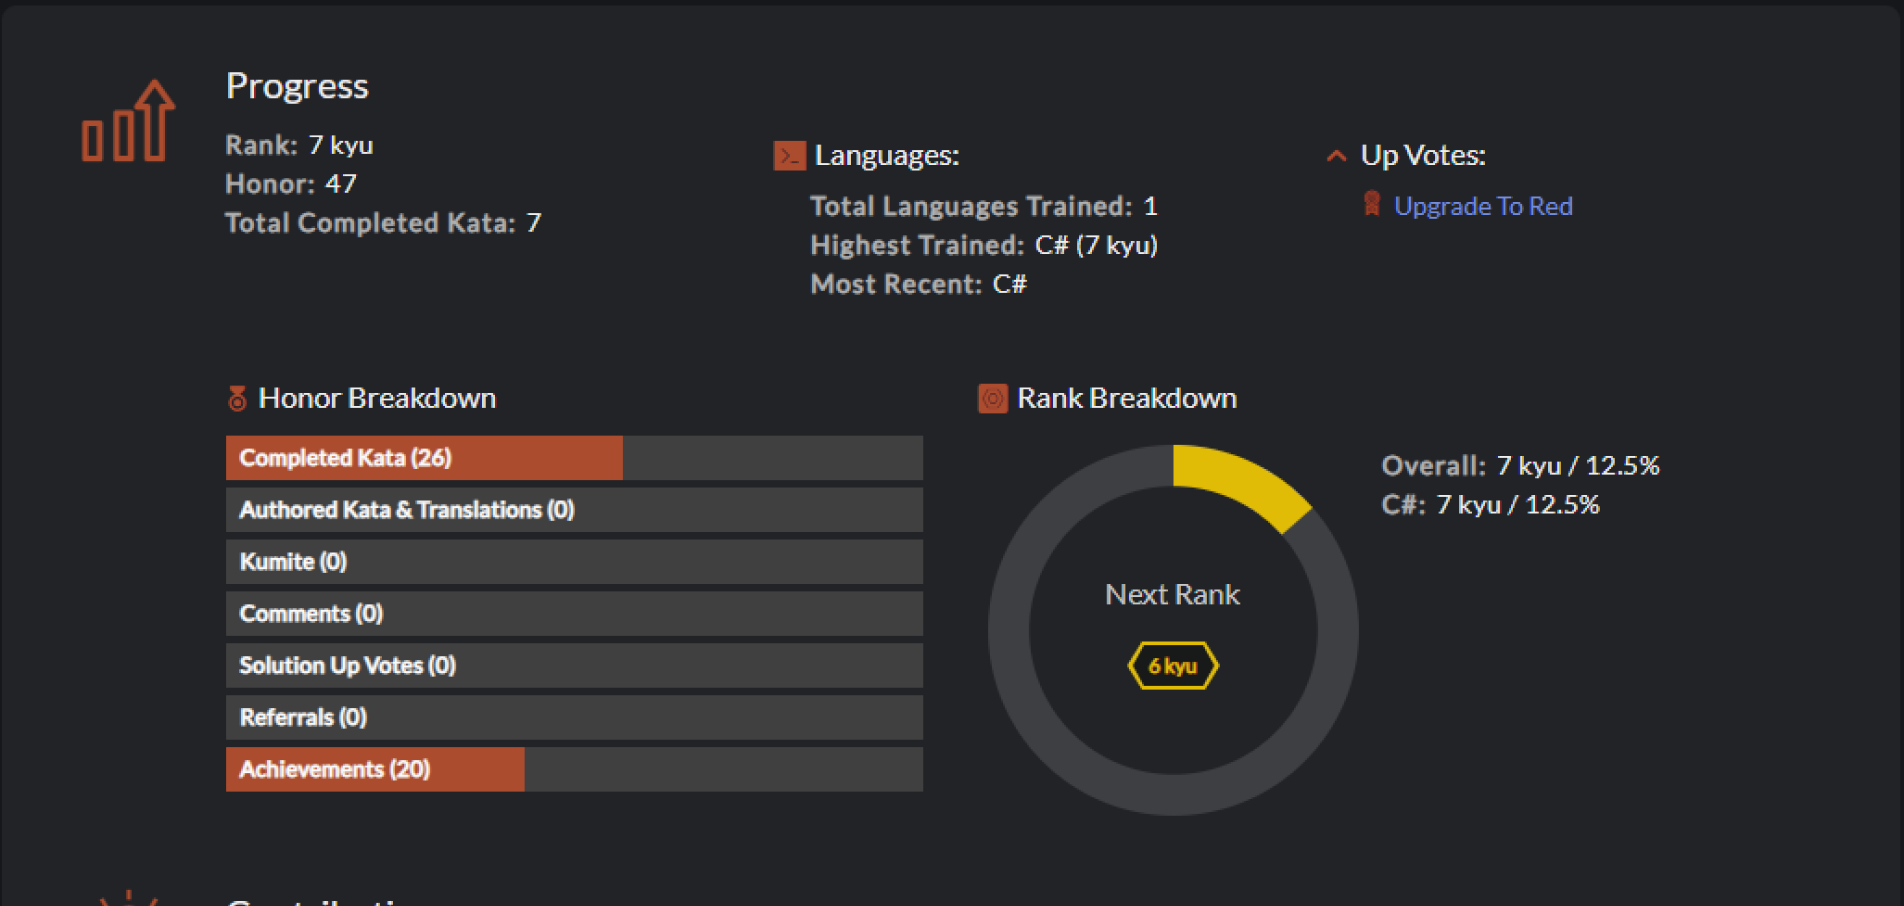 Progress
Rank: 7 kyu
Honor: 47
Total Completed Kata: 7
>_ Languages:
Total Languages Trained: 1
Highest Trained: C# (7 kyu)
Most Recent: C#
Up Votes:
Upgrade To Red
Honor Breakdown
Completed Kata (26)
Authored Kata & Translations (0)
Kumite (0)
Comments (0)
Solution Up Votes (0)
Referrals (0)
Achievements (20)
Rank Breakdown
Next Rank
6 kyu
Overall: 7 kyu / 12.5%
C#: 7 kyu / 12.5%